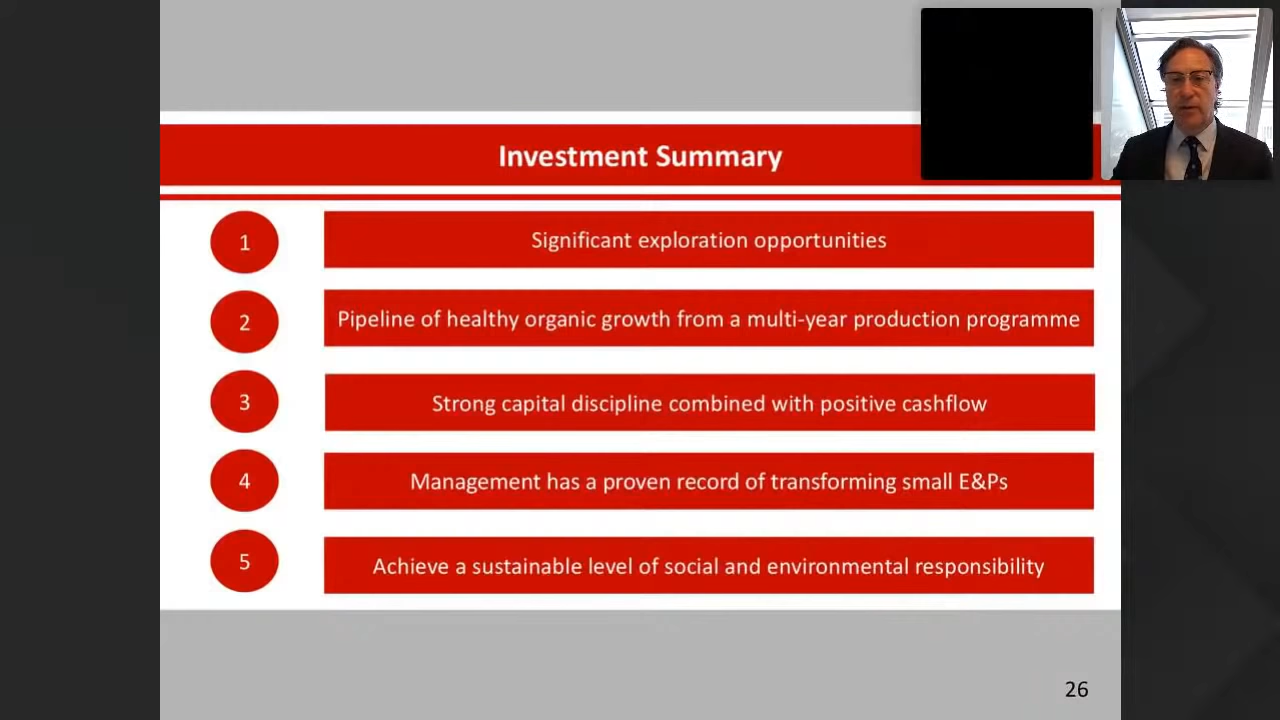 Investment Summary
1
Significant exploration opportunities
2
Pipeline of healthy organic growth from a multi-year production programme
3
Strong capital discipline combined with positive cashflow
4
Management has a proven record of transforming small E&Ps
5
Achieve a sustainable level of social and environmental responsibility
26